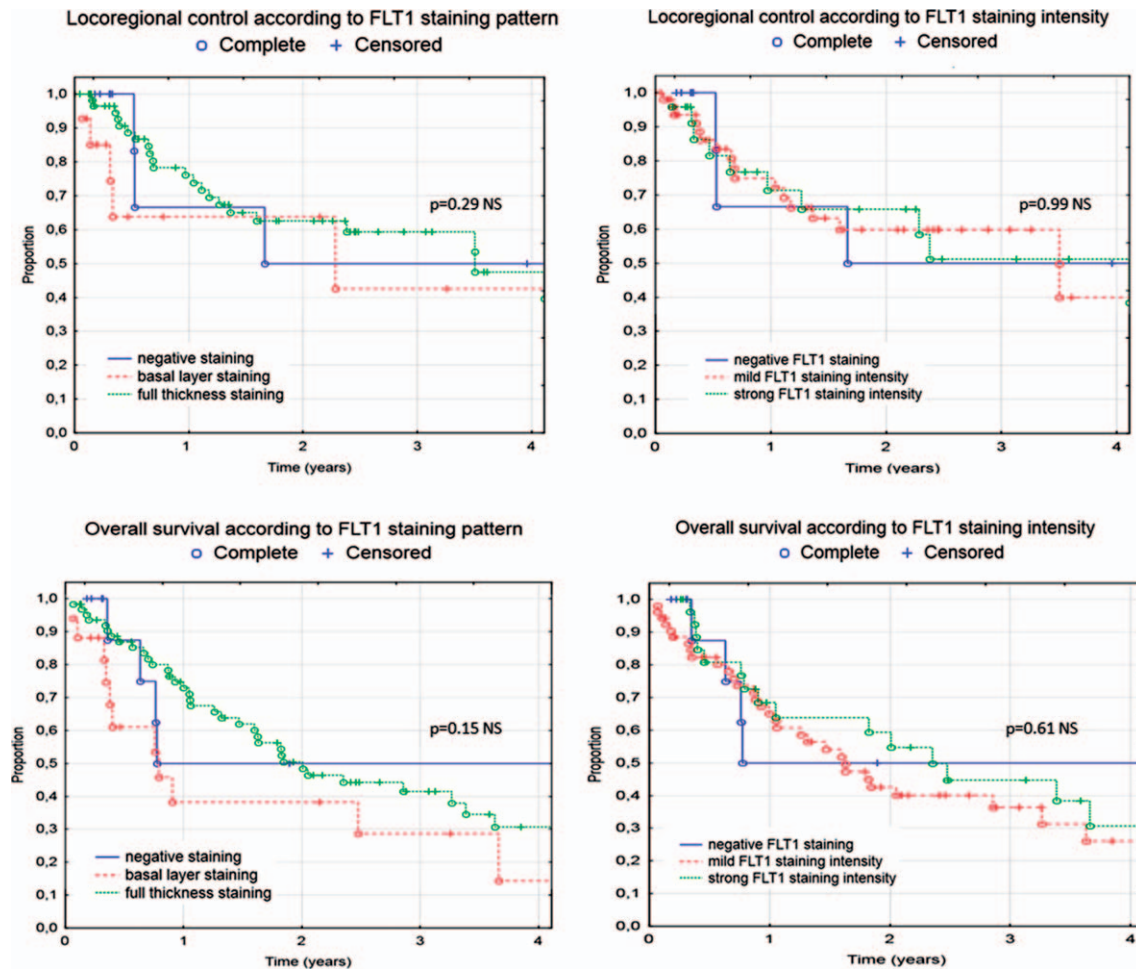 Locoregional control according to FLT1 staining pattern
Complete Censored
1,0
0,9
0,8
0,7
0,6
0,5
0,4
0,3
0,2
0,1
0,0
Proportion
p=0.29 NS
negative staining
basal layer staining
full thickness staining
0 1 2 3 4
Time (years)
Locoregional control according to FLT1 staining intensity
Complete Censored
1,0
0,9
0,8
0,7
0,6
0,5
0,4
0,3
0,2
0,1
0,0
Proportion
p=0.99 NS
negative FLT1 staining
mild FLT1 staining intensity
strong FLT1 staining intensity
0 1 2 3 4
Time (years)
Overall survival according to FLT1 staining pattern
Complete Censored
1,0
0,9
0,8
0,7
0,6
0,5
0,4
0,3
0,2
0,1
0,0
Proportion
p=0.15 NS
negative staining
basal layer staining
full thickness staining
0 1 2 3 4
Time (years)
Overall survival according to FLT1 staining intensity
Complete Censored
1,0
0,9
0,8
0,7
0,6
0,5
0,4
0,3
0,2
0,1
0,0
Proportion
p=0.61 NS
negative FLT1 staining
mild FLT1 staining intensity
strong FLT1 staining intensity
0 1 2 3 4
Time (years)